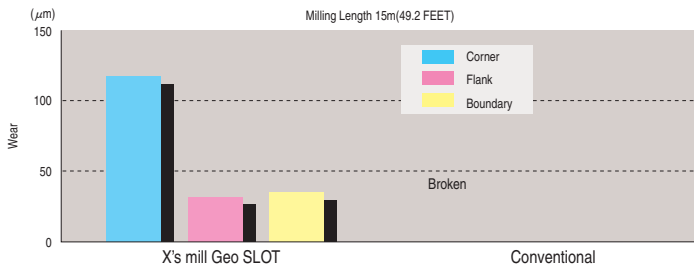 (μm)
Milling Length 15m(49.2 FEET)
150
100
50
0
Wear
Corner
Flank
Boundary
Broken
X's mill Geo SLOT
Conventional